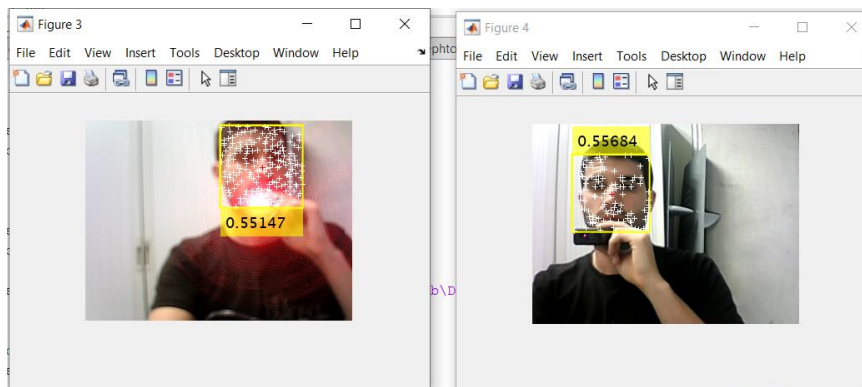 Figure 3
File Edit View Insert Tools Desktop Window Help
0.55147
ephto
b\D
Figure 4
File Edit View Insert Tools Desktop Window Help
0.55684